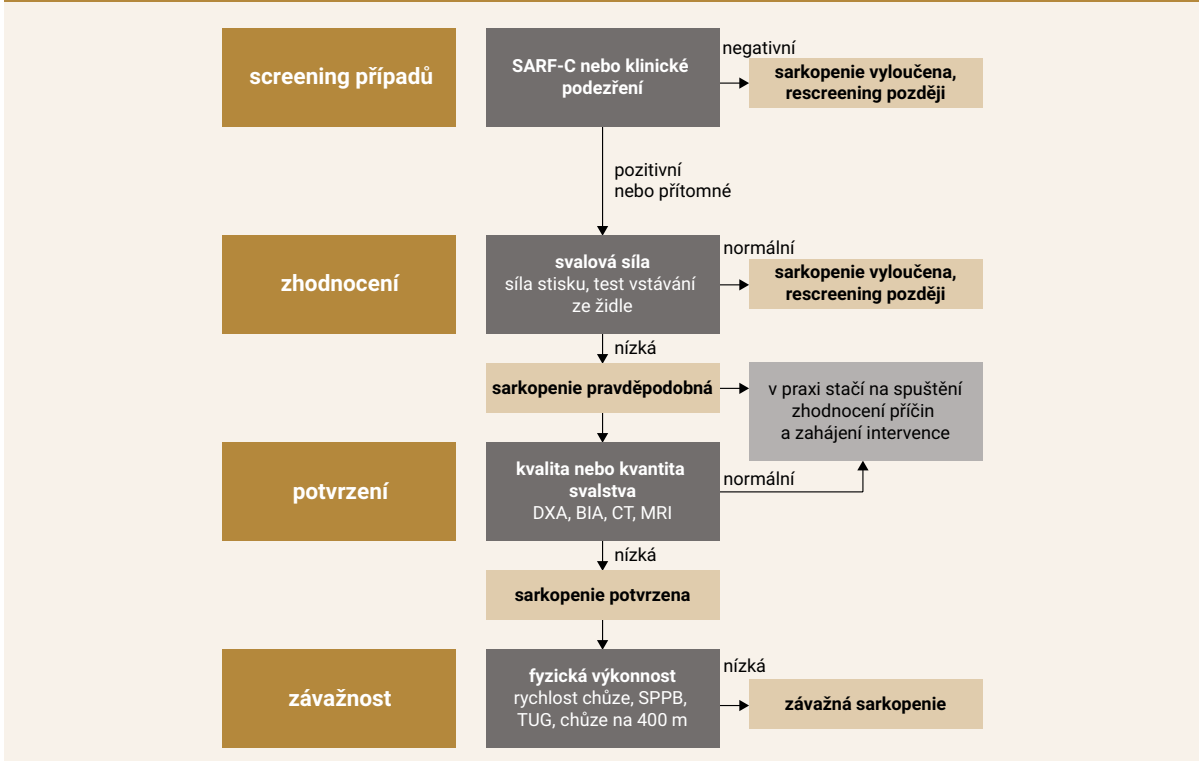 screening případů
SARF-C nebo klinické
podezření
negativní
sarkopenie vyloučena,
rescreening později
pozitivní
nebo přítomné
zhodnocení
svalová síla
síla stisku, test vstávání
ze židle
normální
sarkopenie vyloučena,
rescreening později
nízká
sarkopenie pravděpodobná
v praxi stačí na spuštění
zhodnocení příčin
a zahájení intervence
potvrzení
kvalita nebo kvantita
svalstva
DXA, BIA, CT, MRI
normální
nízká
sarkopenie potvrzena
závažnost
fyzická výkonnost
rychlost chůze, SPPB,
TUG, chůze na 400 m
nízká
závažná sarkopenie